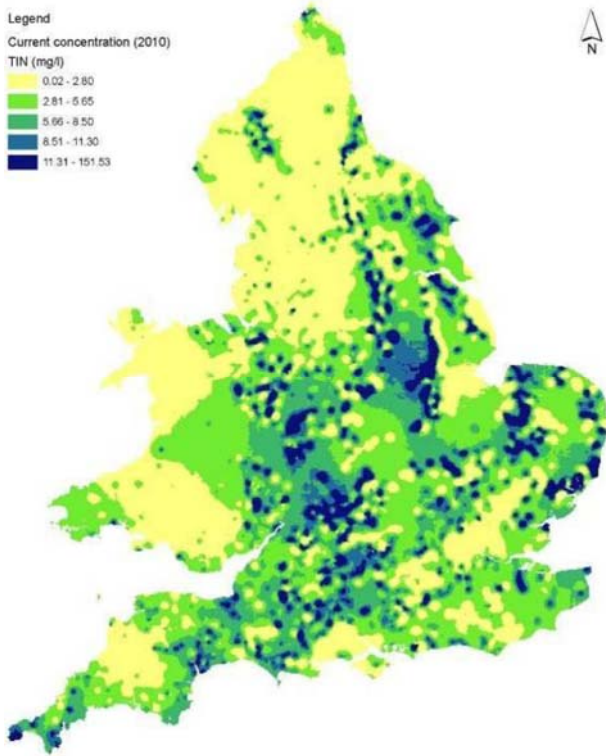 Legend
Current concentration (2010)
TIN (mg/l)
0.02 - 2.80
2.81 - 5.65
5.66 - 8.50
8.51 - 11.30
11.31 - 151.53
N